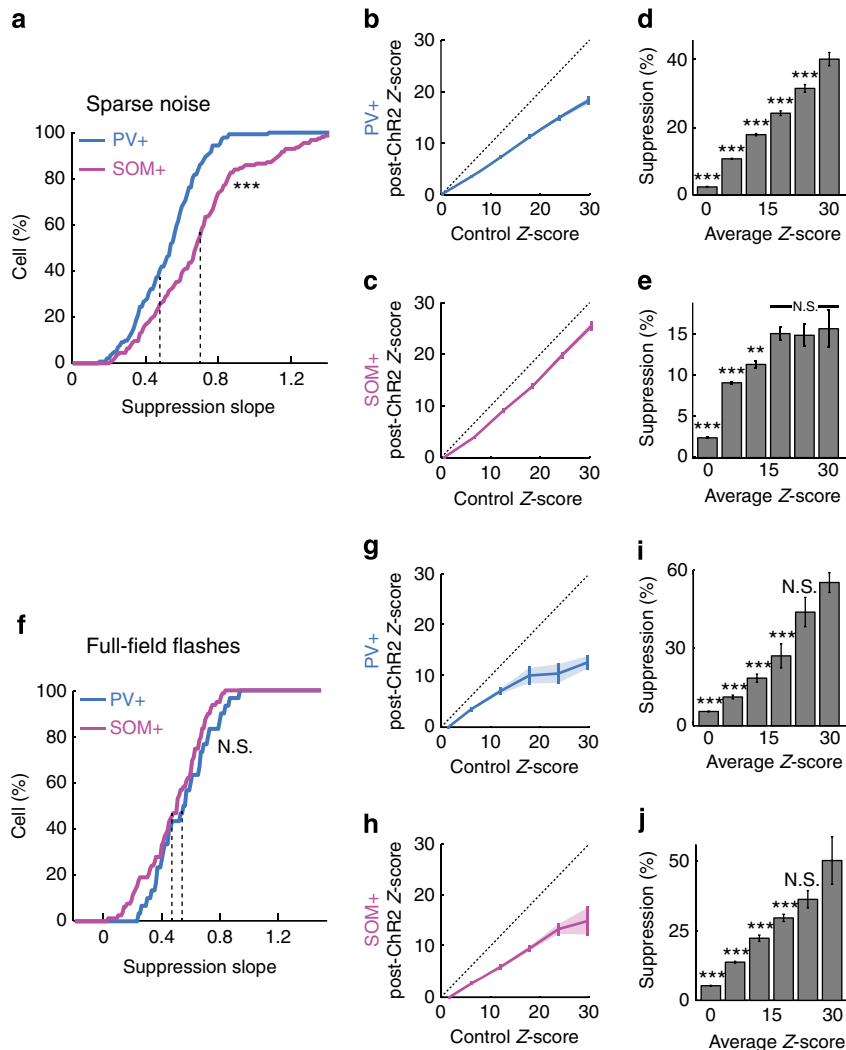 a
Sparse noise
100
80
60
40
20
0
Cell (%)
PV+
SOM+
***
0
0.4
0.8
1.2
Suppression slope
b
30
20
10
0
PV+
post-ChR2 Z-score
0
10
20
30
Control Z-score
d
40
20
0
Suppression (%)
***
***
***
***
***
0
15
30
Average Z-score
c
30
20
10
0
SOM+
post-ChR2 Z-score
0
10
20
30
Control Z-score
e
15
10
5
0
Suppression (%)
***
***
**
N.S.
0
15
30
Average Z-score
f
Full-field flashes
100
80
60
40
20
0
Cell (%)
PV+
SOM+
N.S.
0
0.4
0.8
1.2
Suppression slope
g
30
20
10
0
PV+
post-ChR2 Z-score
0
10
20
30
Control Z-score
i
60
30
0
Suppression (%)
***
***
***
***
N.S.
0
15
30
Average Z-score
h
30
20
10
0
SOM+
post-ChR2 Z-score
0
10
20
30
Control Z-score
j
50
25
0
Suppression (%)
***
***
***
***
N.S.
0
15
30
Average Z-score